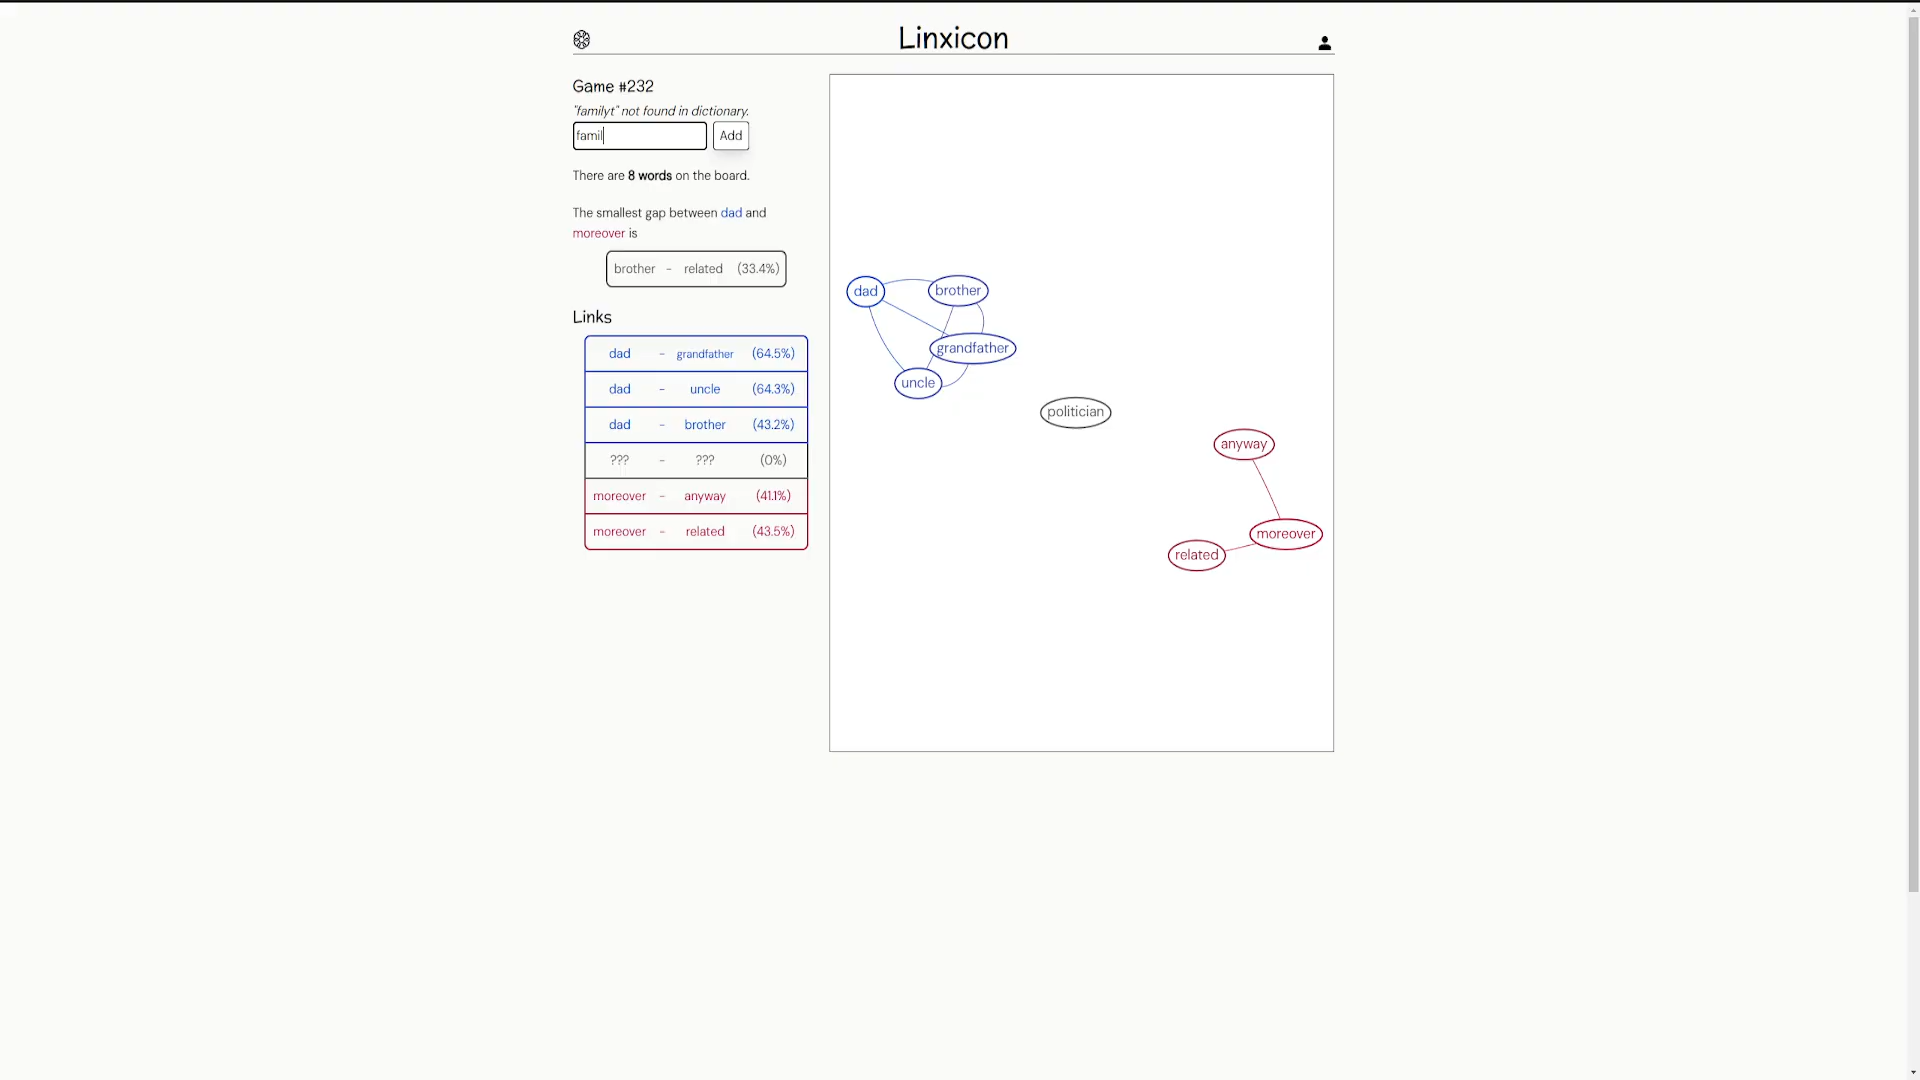 Linxicon
Game #232
"familyt" not found in dictionary.
famil
Add
There are 8 words on the board.
The smallest gap between dad and
moreover is
brother - related (33.4%)
Links
dad - grandfather (64.5%)
dad - uncle (64.3%)
dad - brother (43.2%)
??? - ??? (0%)
moreover - anyway (41.1%)
moreover - related (43.5%)
dad
brother
grandfather
uncle
politician
anyway
moreover
related